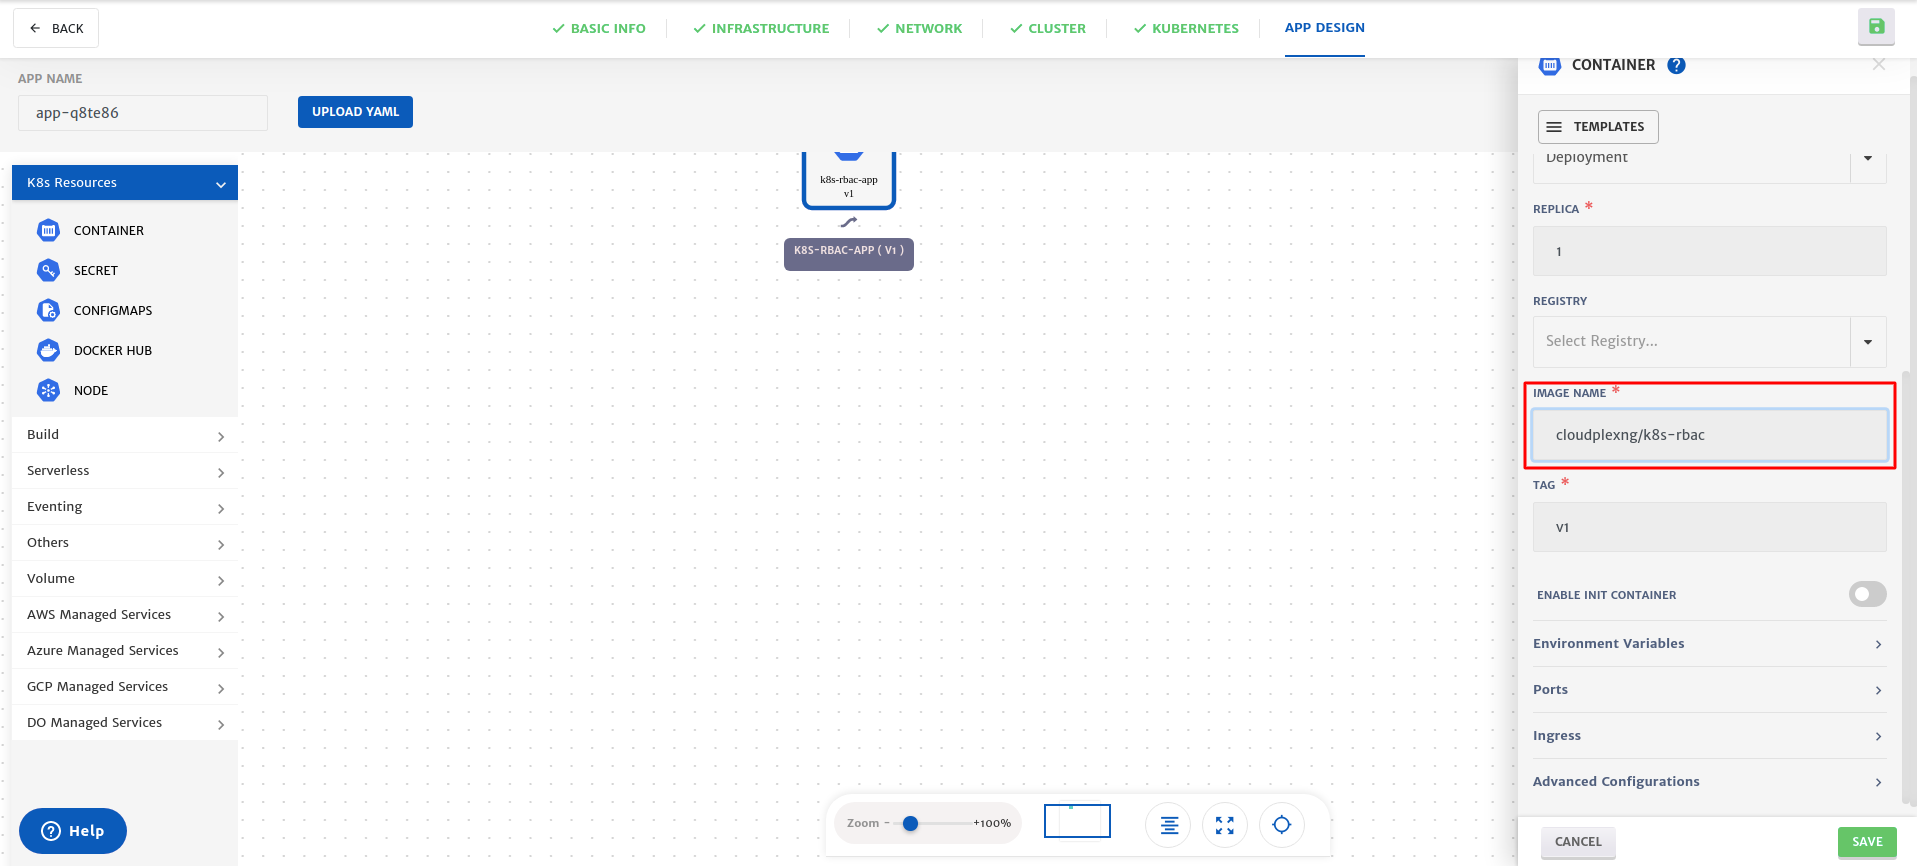 BACK
BASIC INFO
INFRASTRUCTURE
NETWORK
CLUSTER
KUBERNETES
APP DESIGN
APP NAME
app-q8te86
UPLOAD YAML
K8s Resources
CONTAINER
SECRET
CONFIGMAPS
DOCKER HUB
NODE
Build
Serverless
Eventing
Others
Volume
AWS Managed Services
Azure Managed Services
GCP Managed Services
DO Managed Services
Help
k8s-rbac-app
v1
K8S-RBAC-APP ( V1 )
Zoom - +100%
CONTAINER ?
TEMPLATES
Deployment
REPLICA *
1
REGISTRY
Select Registry...
IMAGE NAME *
cloudplexng/k8s-rbac
TAG *
v1
ENABLE INIT CONTAINER
Environment Variables
Ports
Ingress
Advanced Configurations
CANCEL
SAVE